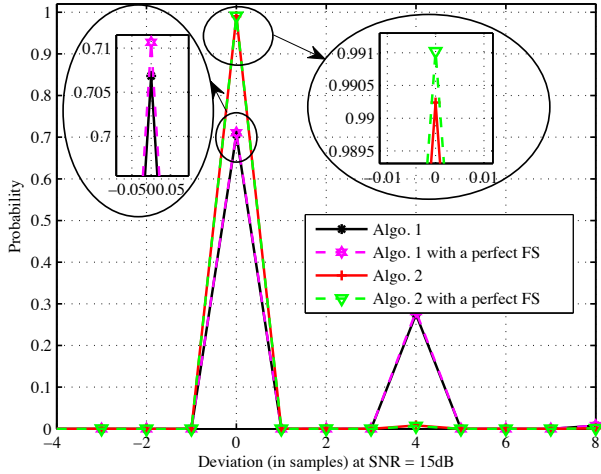 1
0.9
0.8
0.7
0.6
0.5
0.4
0.3
0.2
0.1
0
Probability
0.71
0.705
0.7
-0.0500.05
0.991
0.9905
0.99
0.9895
-0.01 0 0.01
Algo. 1
Algo. 1 with a perfect FS
Algo. 2
Algo. 2 with a perfect FS
-4 -2 0 2 4 6 8
Deviation (in samples) at SNR = 15dB